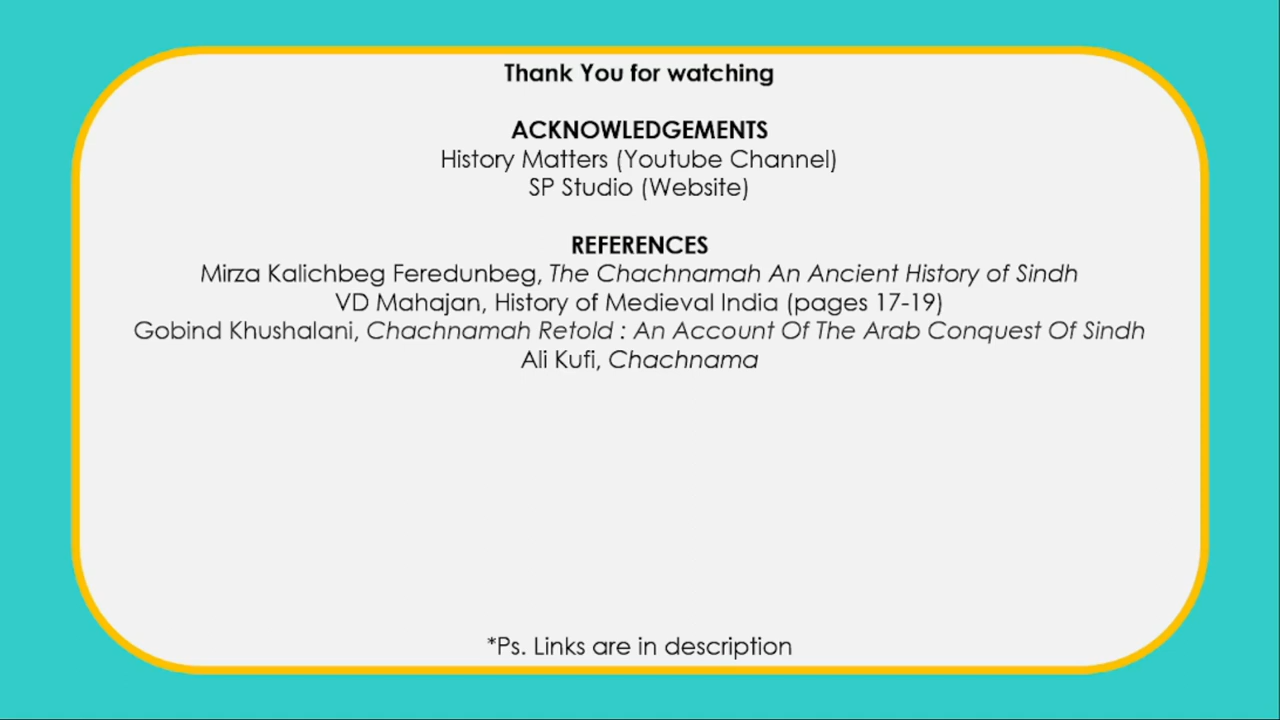 Thank You for watching
ACKNOWLEDGEMENTS
History Matters (Youtube Channel)
SP Studio (Website)
REFERENCES
Mirza Kalichbeg Feredunbeg, The Chachnamah An Ancient History of Sindh
VD Mahajan, History of Medieval India (pages 17-19)
Gobind Khushalani, Chachnamah Retold : An Account Of The Arab Conquest Of Sindh
Ali Kufi, Chachnama
*Ps. Links are in description